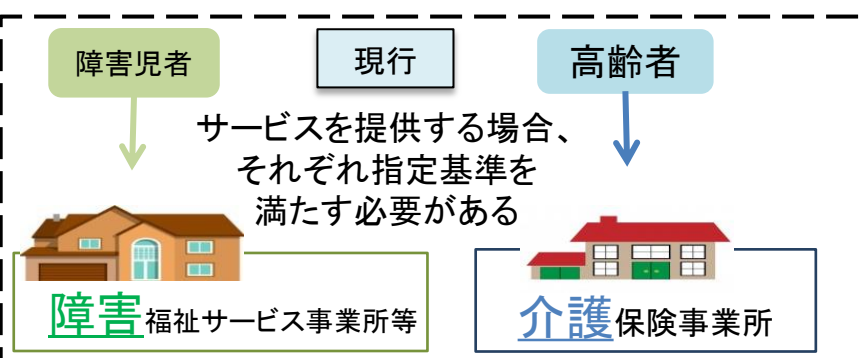 障害児者
現行
高齢者
サービスを提供する場合、
それぞれ指定基準を
満たす必要がある
障害福祉サービス事業所等
介護保険事業所